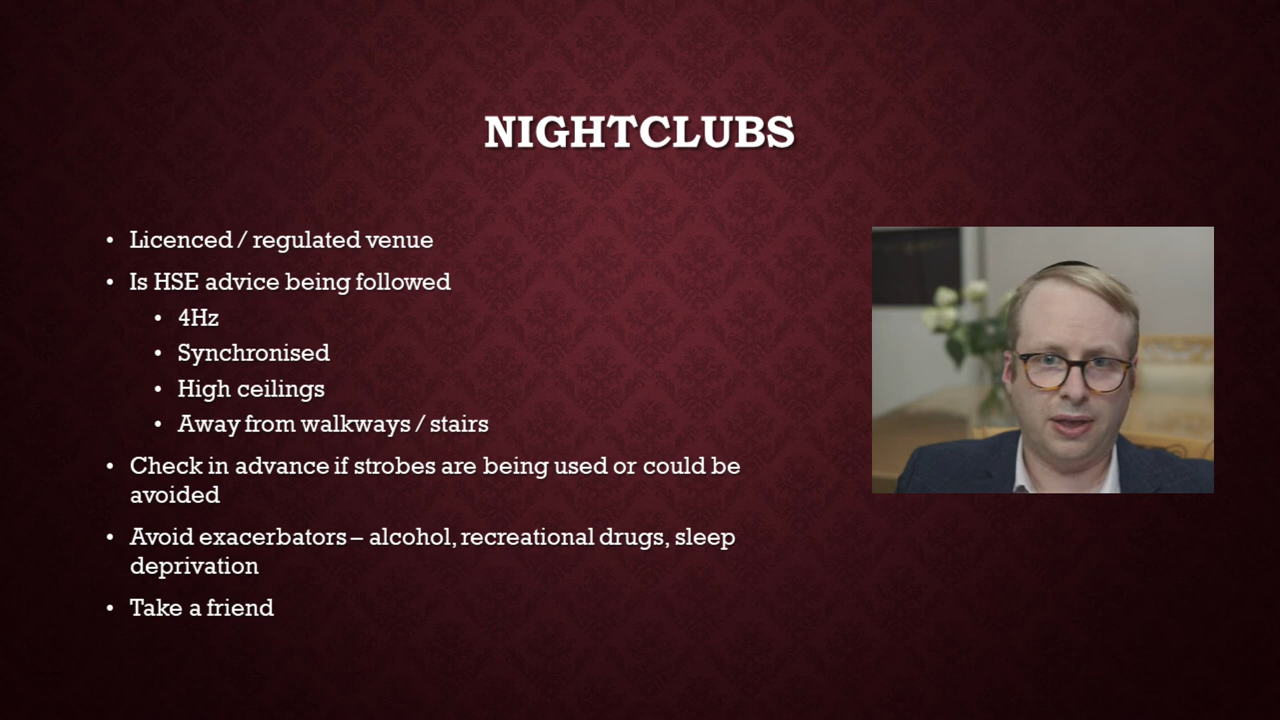 NIGHTCLUBS
• Licenced / regulated venue
• Is HSE advice being followed
• 4Hz
• Synchronised
• High ceilings
• Away from walkways / stairs
• Check in advance if strobes are being used or could be
avoided
• Avoid exacerbators – alcohol, recreational drugs, sleep
deprivation
• Take a friend